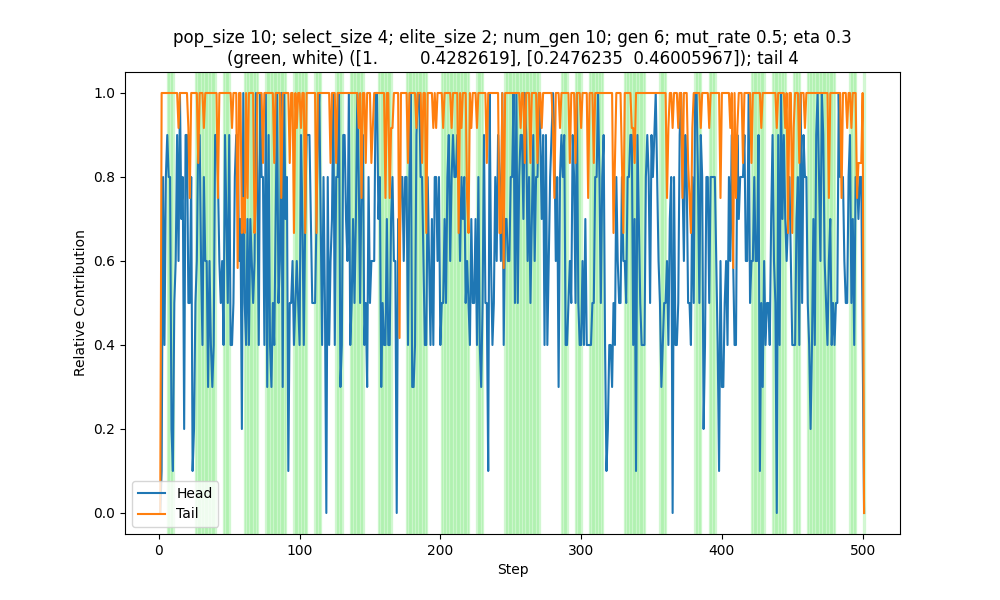 pop_size 10; select_size 4; elite_size 2; num_gen 10; gen 6; mut_rate 0.5; eta 0.3
(green, white) ([1.        0.4282619], [0.2476235  0.46005967]); tail 4
1.0
0.8
0.6
0.4
0.2
0.0
Relative Contribution
Head
Tail
0
100
200
300
400
500
Step